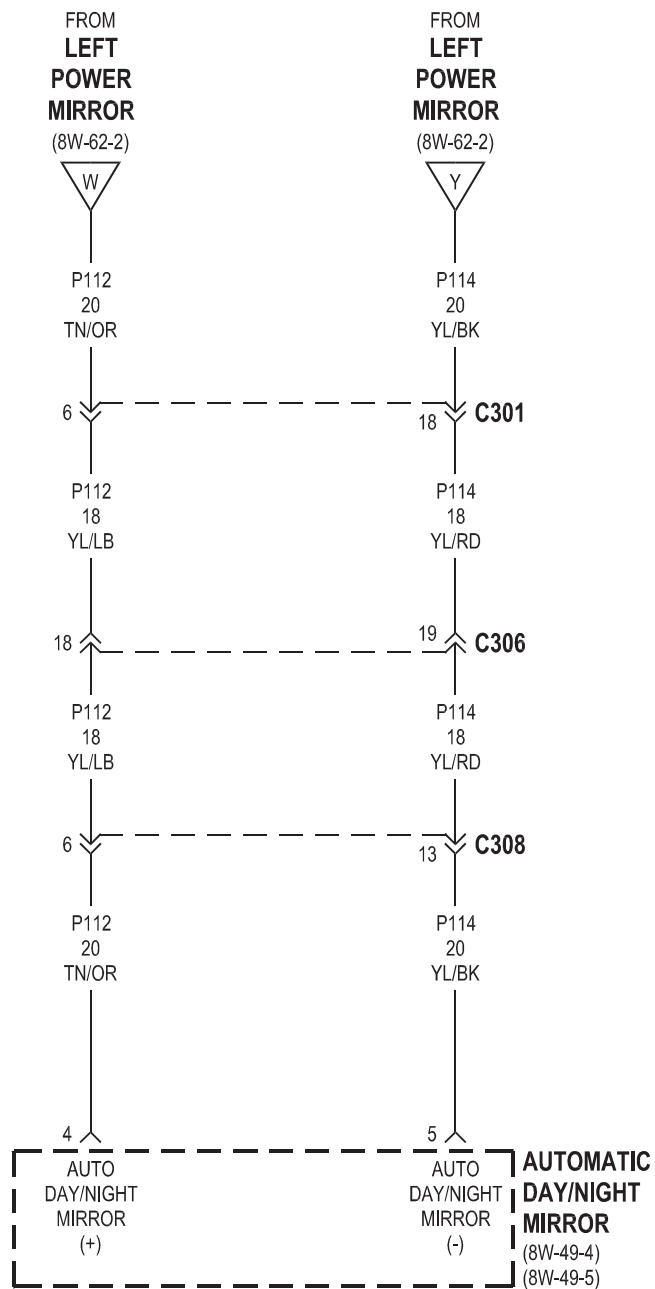 FROM
LEFT
POWER
MIRROR
(8W-62-2)
W
FROM
LEFT
POWER
MIRROR
(8W-62-2)
Y
P112
20
TN/OR
P114
20
YL/BK
6
18
C301
P112
18
YL/LB
P114
18
YL/RD
18
19
C306
P112
18
YL/LB
P114
18
YL/RD
6
13
C308
P112
20
TN/OR
P114
20
YL/BK
4
5
AUTO
DAY/NIGHT
MIRROR
(+)
AUTO
DAY/NIGHT
MIRROR
(-)
AUTOMATIC
DAY/NIGHT
MIRROR
(8W-49-4)
(8W-49-5)